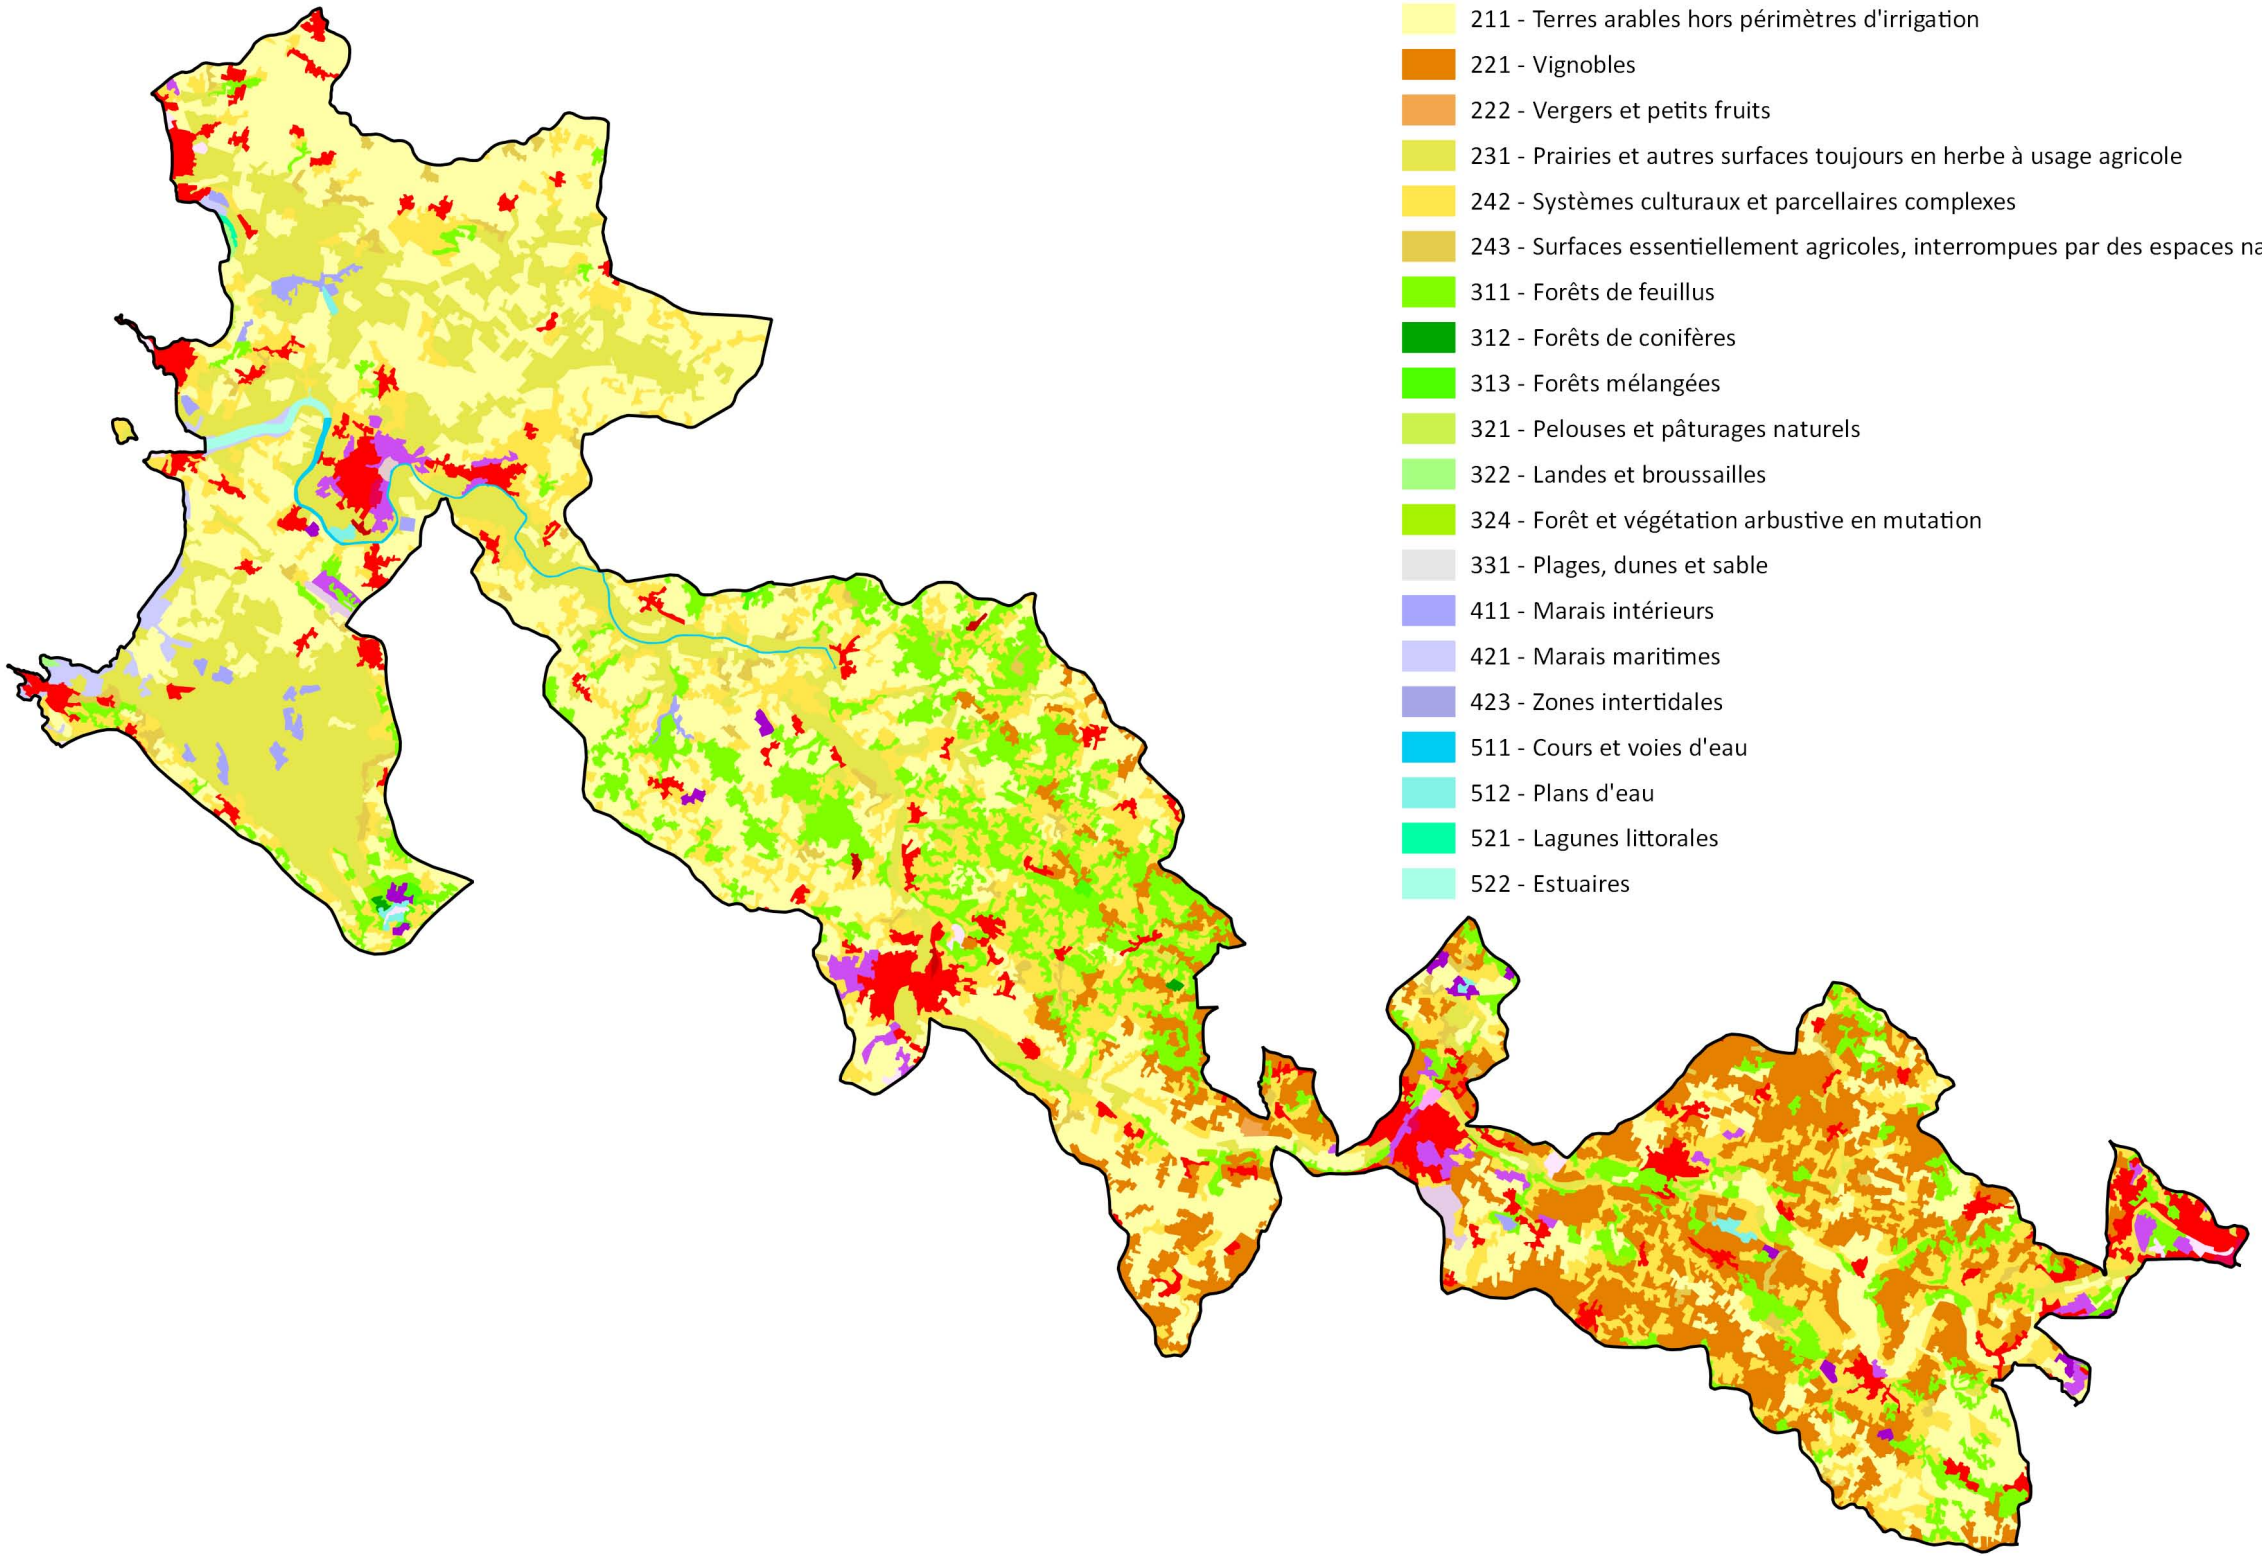 211 - Terres arables hors périmètres d'irrigation
221 - Vignobles
222 - Vergers et petits fruits
231 - Prairies et autres surfaces toujours en herbe à usage agricole
242 - Systèmes culturaux et parcellaires complexes
243 - Surfaces essentiellement agricoles, interrompues par des espaces na
311 - Forêts de feuillus
312 - Forêts de conifères
313 - Forêts mélangées
321 - Pelouses et pâturages naturels
322 - Landes et broussailles
324 - Forêt et végétation arbustive en mutation
331 - Plages, dunes et sable
411 - Marais intérieurs
421 - Marais maritimes
423 - Zones intertidales
511 - Cours et voies d'eau
512 - Plans d'eau
521 - Lagunes littorales
522 - Estuaires